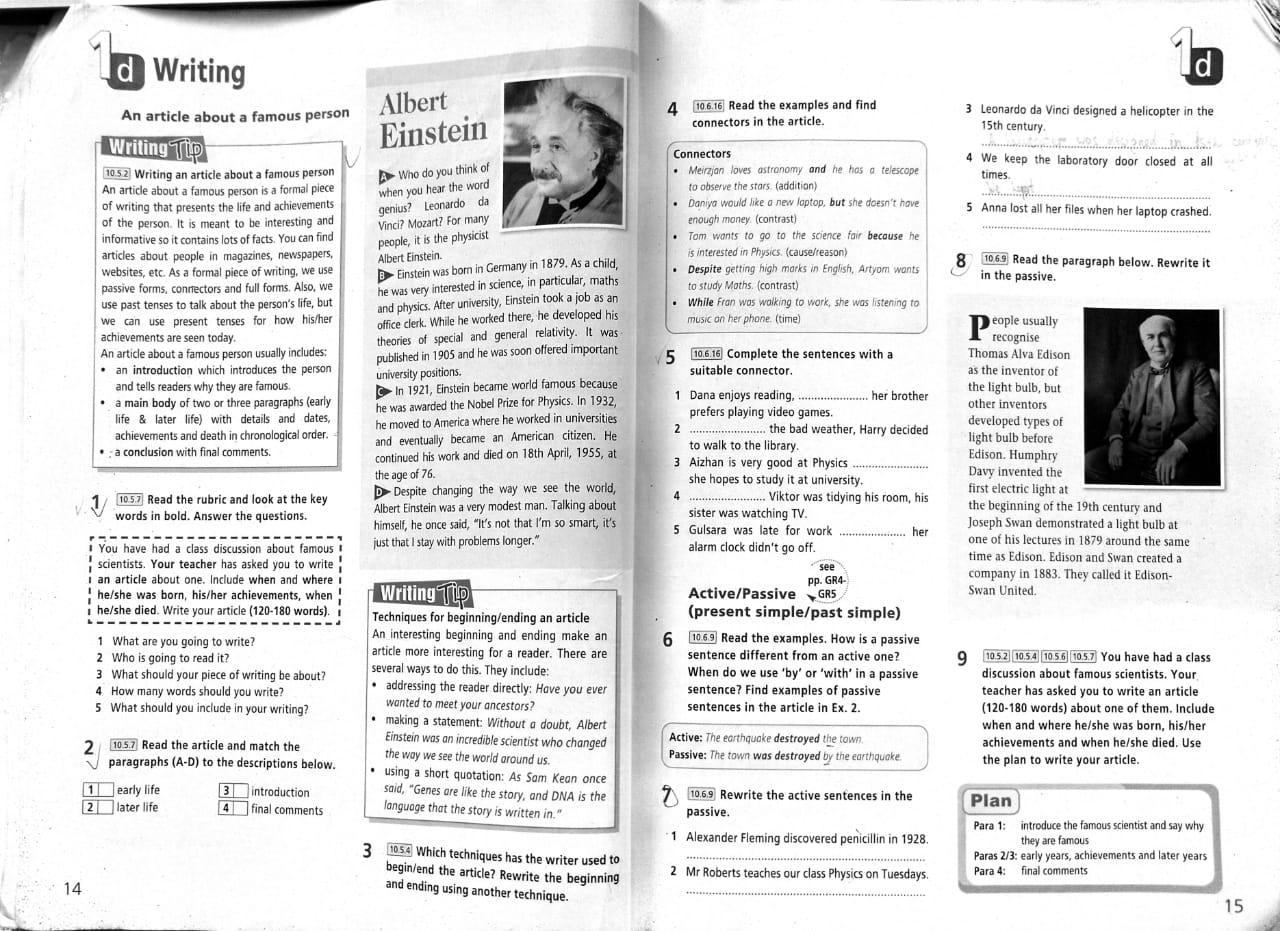 1d Writing
An article about a famous person
Writing Tip
10.5.2 Writing an article about a famous person
An article about a famous person is a formal piece
of writing that presents the life and achievements
of the person. It is meant to be interesting and
informative so it contains lots of facts. You can find
articles about people in magazines, newspapers,
websites, etc. As a formal piece of writing, we use
passive forms, connectors and full forms. Also, we
use past tenses to talk about the person's life, but
we can use present tenses for how his/her
achievements are seen today.
An article about a famous person usually includes:
• an introduction which introduces the person
and tells readers why they are famous.
• a main body of two or three paragraphs (early
life & later life) with details and dates,
achievements and death in chronological order.
• a conclusion with final comments.
1 10.5.7 Read the rubric and look at the key
words in bold. Answer the questions.
You have had a class discussion about famous
scientists. Your teacher has asked you to write
an article about one. Include when and where
he/she was born, his/her achievements, when
he/she died. Write your article (120-180 words).
1 What are you going to write?
2 Who is going to read it?
3 What should your piece of writing be about?
4 How many words should you write?
5 What should you include in your writing?
2 10.5.7 Read the article and match the
paragraphs (A-D) to the descriptions below.
1 early life
2 later life
3 introduction
4 final comments
14
Albert
Einstein
A Who do you think of
when you hear the word
genius? Leonardo da
Vinci? Mozart? For many
people, it is the physicist
Albert Einstein.
B Einstein was born in Germany in 1879. As a child,
he was very interested in science, in particular, maths
and physics. After university, Einstein took a job as an
office clerk. While he worked there, he developed his
theories of special and general relativity. It was
published in 1905 and he was soon offered important
university positions.
C In 1921, Einstein became world famous because
he was awarded the Nobel Prize for Physics. In 1932,
he moved to America where he worked in universities
and eventually became an American citizen. He
continued his work and died on 18th April, 1955, at
the age of 76.
D Despite changing the way we see the world,
Albert Einstein was a very modest man. Talking about
himself, he once said, "It's not that I'm so smart, it's
just that I stay with problems longer."
Writing Tip
Techniques for beginning/ending an article
An interesting beginning and ending make an
article more interesting for a reader. There are
several ways to do this. They include:
• addressing the reader directly: Have you ever
wanted to meet your ancestors?
• making a statement: Without a doubt, Albert
Einstein was an incredible scientist who changed
the way we see the world around us.
• using a short quotation: As Sam Kean once
said, "Genes are like the story, and DNA is the
language that the story is written in."
3 10.5.4 Which techniques has the writer used to
begin/end the article? Rewrite the beginning
and ending using another technique.
4 10.6.16 Read the examples and find
connectors in the article.
Connectors
• Meirzjan loves astronomy and he has a telescope
to observe the stars. (addition)
• Daniya would like a new laptop, but she doesn't have
enough money. (contrast)
• Tom wants to go to the science fair because he
is interested in Physics. (cause/reason)
• Despite getting high marks in English, Artyom wants
to study Maths. (contrast)
• While Fran was walking to work, she was listening to
music on her phone. (time)
5 10.6.16 Complete the sentences with a
suitable connector.
1 Dana enjoys reading, ...................... her brother
prefers playing video games.
2 ........................ the bad weather, Harry decided
to walk to the library.
3 Aizhan is very good at Physics ........................
she hopes to study it at university.
4 ........................ Viktor was tidying his room, his
sister was watching TV.
5 Gulsara was late for work ..................... her
alarm clock didn't go off.
Active/Passive
(present simple/past simple)
see
pp. GR4-
GR5
6 10.6.9 Read the examples. How is a passive
sentence different from an active one?
When do we use 'by' or 'with' in a passive
sentence? Find examples of passive
sentences in the article in Ex. 2.
Active: The earthquake destroyed the town.
Passive: The town was destroyed by the earthquake.
7 10.6.9 Rewrite the active sentences in the
passive.
1 Alexander Fleming discovered penicillin in 1928.
2 Mr Roberts teaches our class Physics on Tuesdays.
1d
3 Leonardo da Vinci designed a helicopter in the
15th century.
4 We keep the laboratory door closed at all
times.
5 Anna lost all her files when her laptop crashed.
8 10.6.9 Read the paragraph below. Rewrite it
in the passive.
People usually
recognise
Thomas Alva Edison
as the inventor of
the light bulb, but
other inventors
developed types of
light bulb before
Edison. Humphry
Davy invented the
first electric light at
the beginning of the 19th century and
Joseph Swan demonstrated a light bulb at
one of his lectures in 1879 around the same
time as Edison. Edison and Swan created a
company in 1883. They called it Edison-
Swan United.
9 10.5.2 10.5.4 10.5.6 10.5.7 You have had a class
discussion about famous scientists. Your
teacher has asked you to write an article
(120-180 words) about one of them. Include
when and where he/she was born, his/her
achievements and when he/she died. Use
the plan to write your article.
Plan
Para 1: introduce the famous scientist and say why
they are famous
Paras 2/3: early years, achievements and later years
Para 4: final comments
15